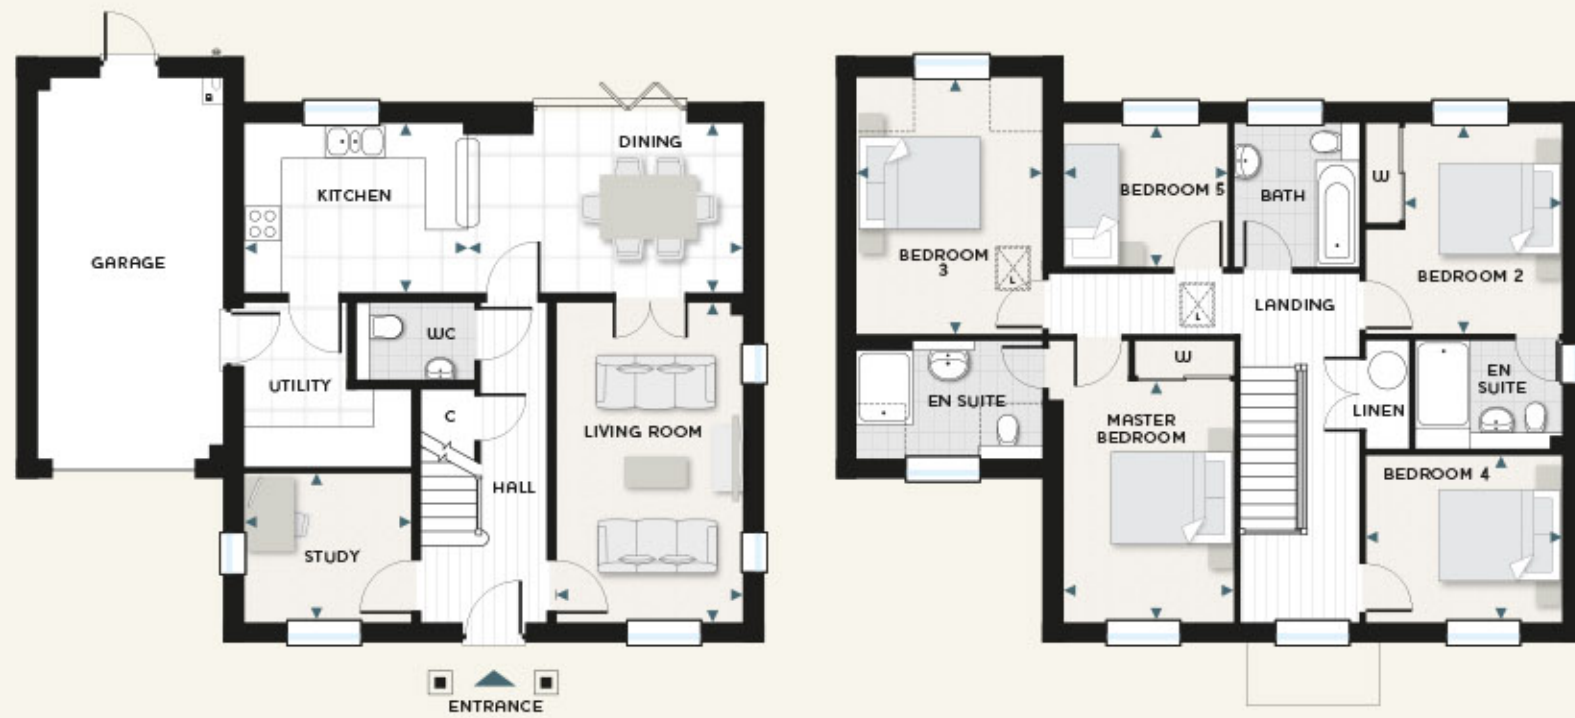 DINING
KITCHEN
GARAGE
WC
UTILITY
C
LIVING ROOM
HALL
STUDY
ENTRANCE
W
BEDROOM 5
BATH
BEDROOM
3
BEDROOM 2
L
LANDING
L
W
EN
SUITE
EN SUITE
LINEN
MASTER
BEDROOM
BEDROOM 4